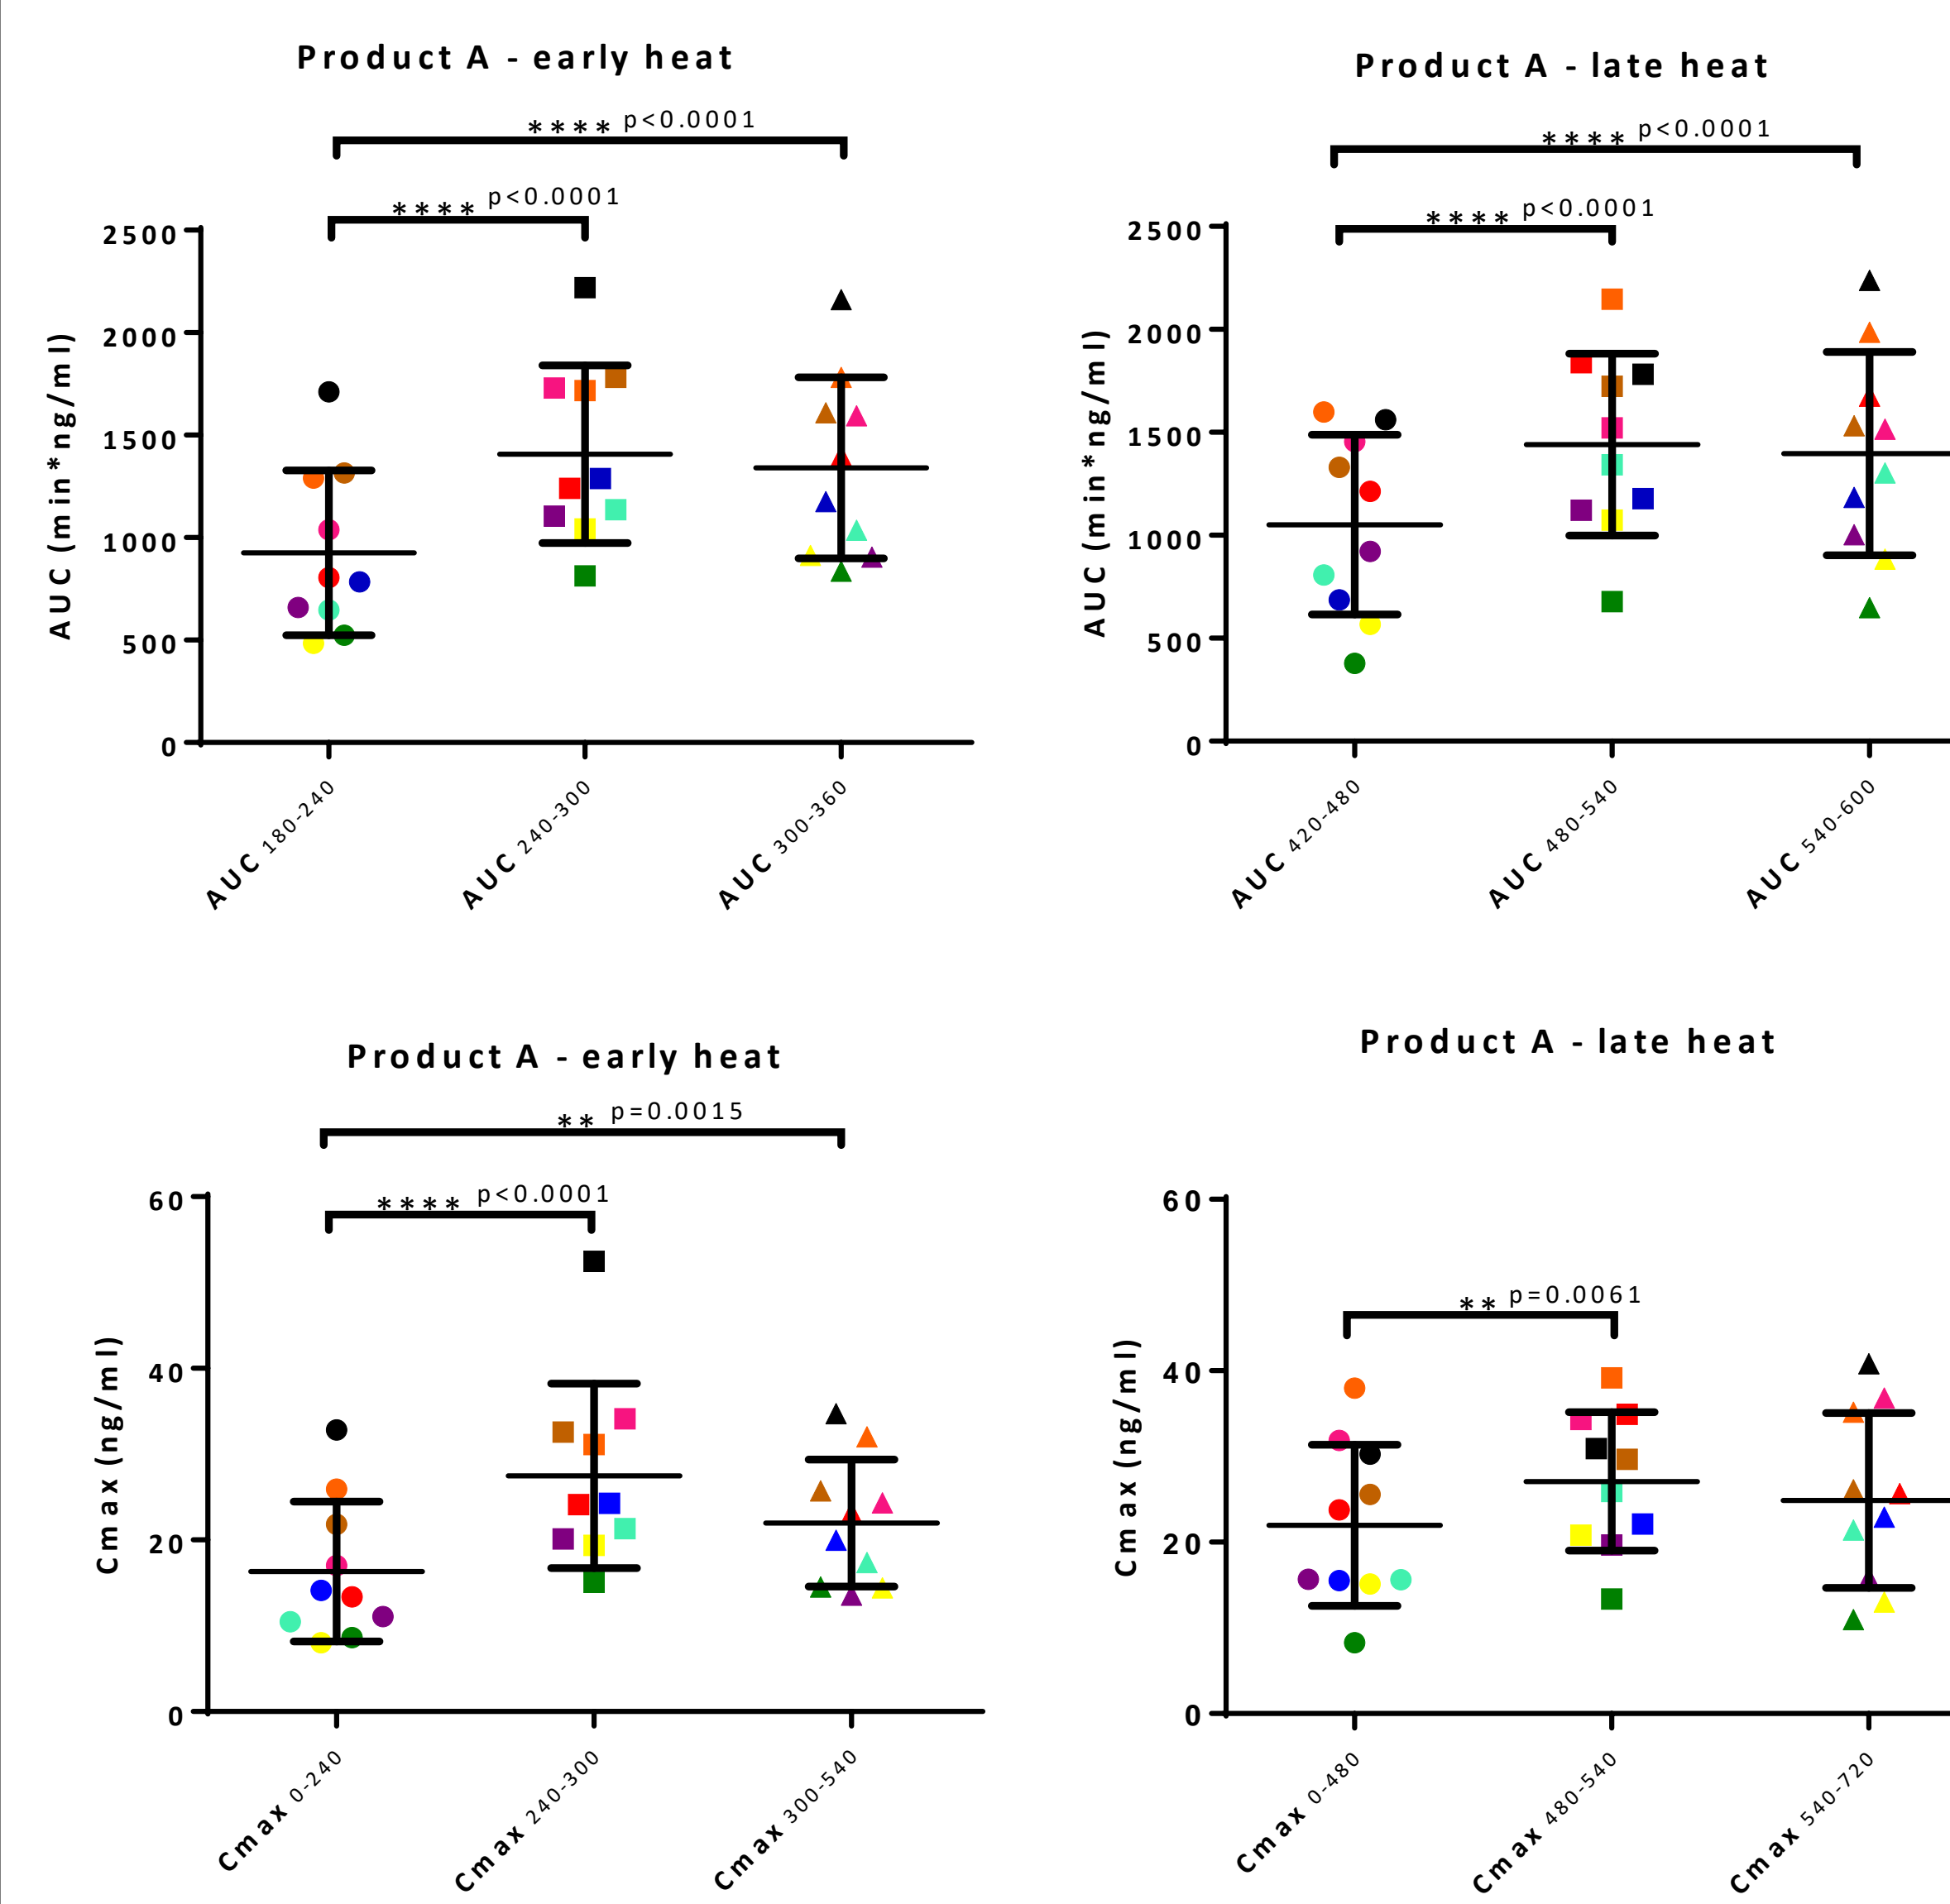 Product A - early heat
**** p<0.0001
**** p<0.0001
2500
2000
1500
1000
500
0
AUC (min*ng/ml)
AUC 180-240
AUC 240-300
AUC 300-360
Product A - late heat
**** p<0.0001
**** p<0.0001
2500
2000
1500
1000
500
0
AUC (min*ng/ml)
AUC 420-480
AUC 480-540
AUC 540-600
Product A - early heat
** p=0.0015
**** p<0.0001
60
40
20
0
Cmax (ng/ml)
Cmax 0-240
Cmax 240-300
Cmax 300-540
Product A - late heat
** p=0.0061
60
40
20
0
Cmax (ng/ml)
Cmax 0-480
Cmax 480-540
Cmax 540-720